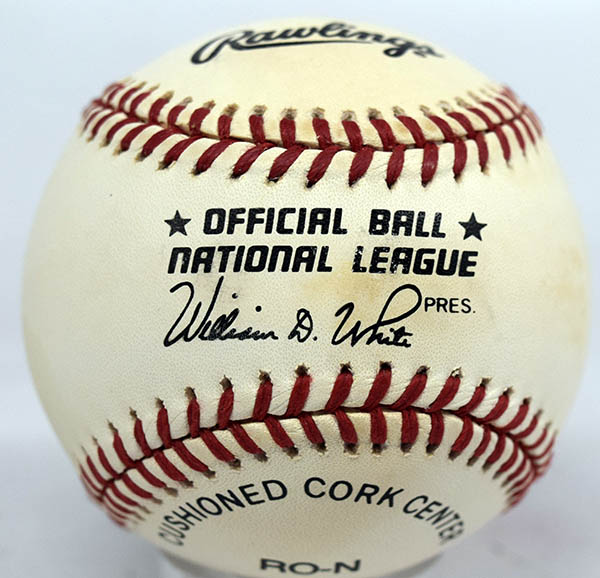 Rawlings
★ OFFICIAL BALL ★
NATIONAL LEAGUE
William D. White PRES.
CUSHIONED CORK CENTER
RO-N